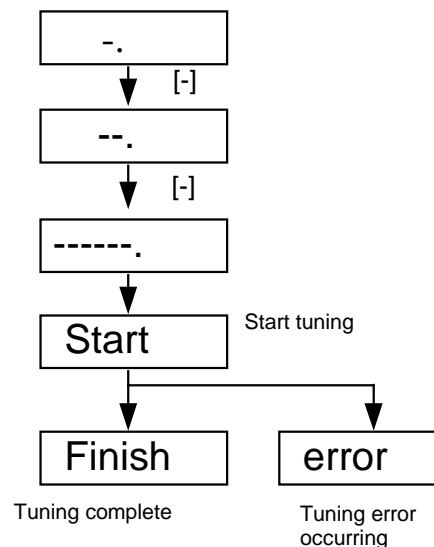 -.
[-]
--.
[-]
------.
Start
Start tuning
Finish
error
Tuning complete
Tuning error
occurring